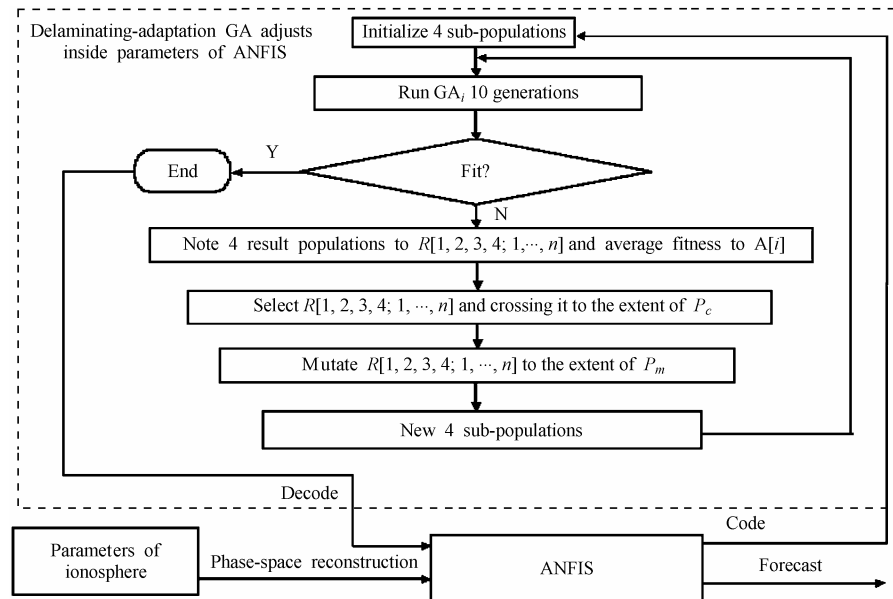 Delaminating-adaptation GA adjusts
inside parameters of ANFIS
Initialize 4 sub-populations
Run GAi 10 generations
Fit?
Y
End
N
Note 4 result populations to R[1, 2, 3, 4; 1,···, n] and average fitness to A[i]
Select R[1, 2, 3, 4; 1, ···, n] and crossing it to the extent of Pc
Mutate R[1, 2, 3, 4; 1, ···, n] to the extent of Pm
New 4 sub-populations
Decode
Code
Parameters of
ionosphere
Phase-space reconstruction
ANFIS
Forecast